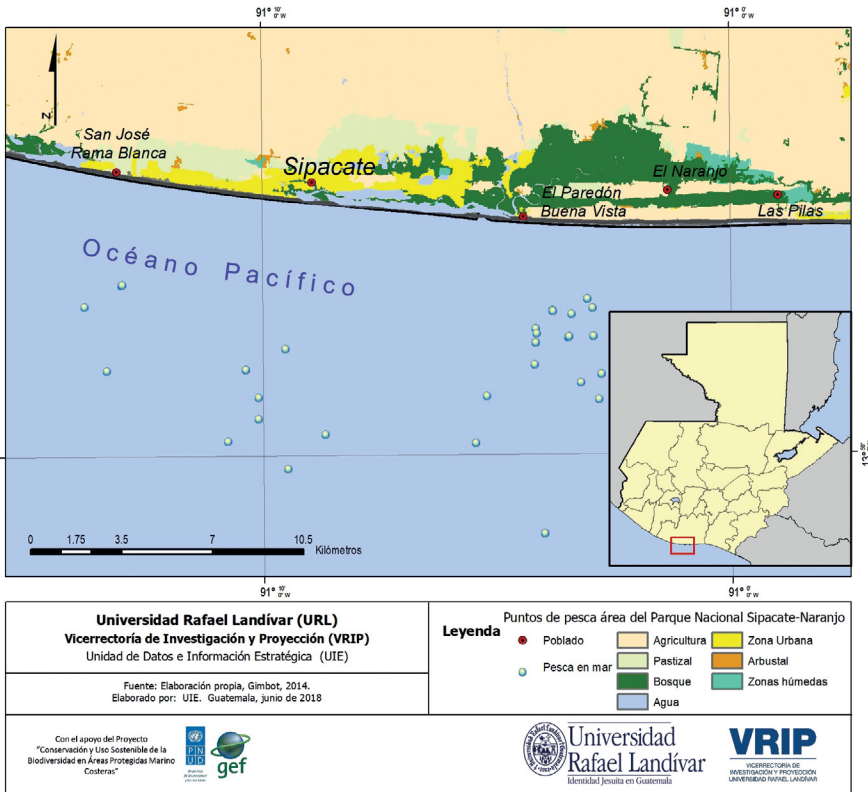 91° 10' 0" W
91° 0' 0" W
N
San José
Rama Blanca
Sipacate
El Naranjo
El Paredón
Buena Vista
Las Pilas
Océano Pacífico
0 1.75 3.5 7 10.5
Kilómetros
91° 10' 0" W
91° 0' 0" W
Universidad Rafael Landívar (URL)
Vicerrectoría de Investigación y Proyección (VRIP)
Unidad de Datos e Información Estratégica (UIE)
Fuente: Elaboración propia, Gimbot, 2014.
Elaborado por: UIE. Guatemala, junio de 2018
Leyenda
Puntos de pesca área del Parque Nacional Sipacate-Naranjo
Poblado
Pesca en mar
Agricultura
Pastizal
Bosque
Agua
Zona Urbana
Arbustal
Zonas húmedas
Con el apoyo del Proyecto
"Conservación y Uso Sostenible de la
Biodiversidad en Áreas Protegidas Marino
Costeras"
PNUD
gef
Universidad
Rafael Landívar
Identidad Jesuita en Guatemala
VRIP
VICERRECTORÍA DE
INVESTIGACIÓN Y PROYECCIÓN
UNIVERSIDAD RAFAEL LANDÍVAR